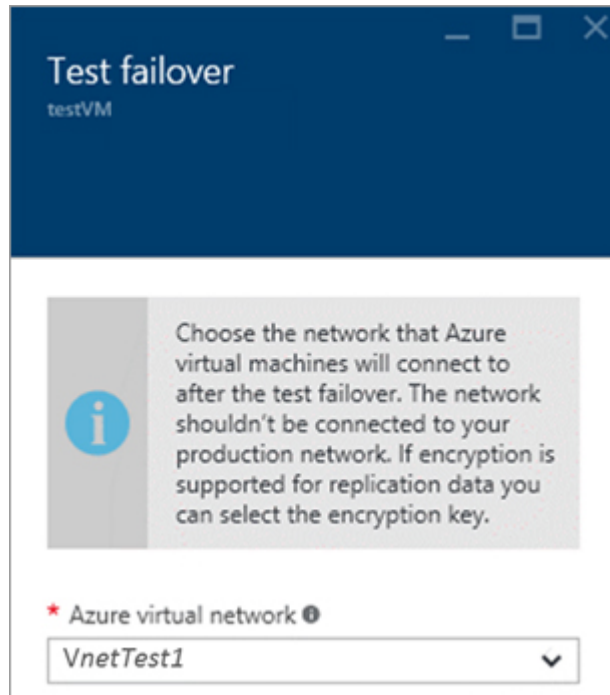 Test failover
testVM
Choose the network that Azure
virtual machines will connect to
after the test failover. The network
shouldn't be connected to your
production network. If encryption is
supported for replication data you
can select the encryption key.
* Azure virtual network
VnetTest1